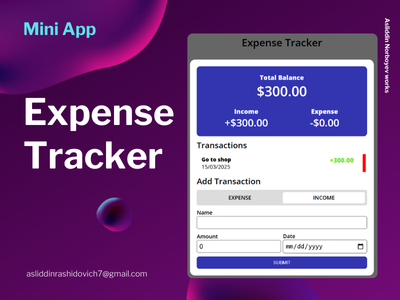 Mini App
Expense
Tracker
asliddinrashidovich7@gmail.com
Asliddin Norboyev works
Expense Tracker
Total Balance
$300.00
Income
Expense
+$300.00
-$0.00
Transactions
Go to shop
+300.00
15/03/2025
Add Transaction
EXPENSE
INCOME
Name
Amount
Date
0
mm/dd/yyyy
SUBMIT